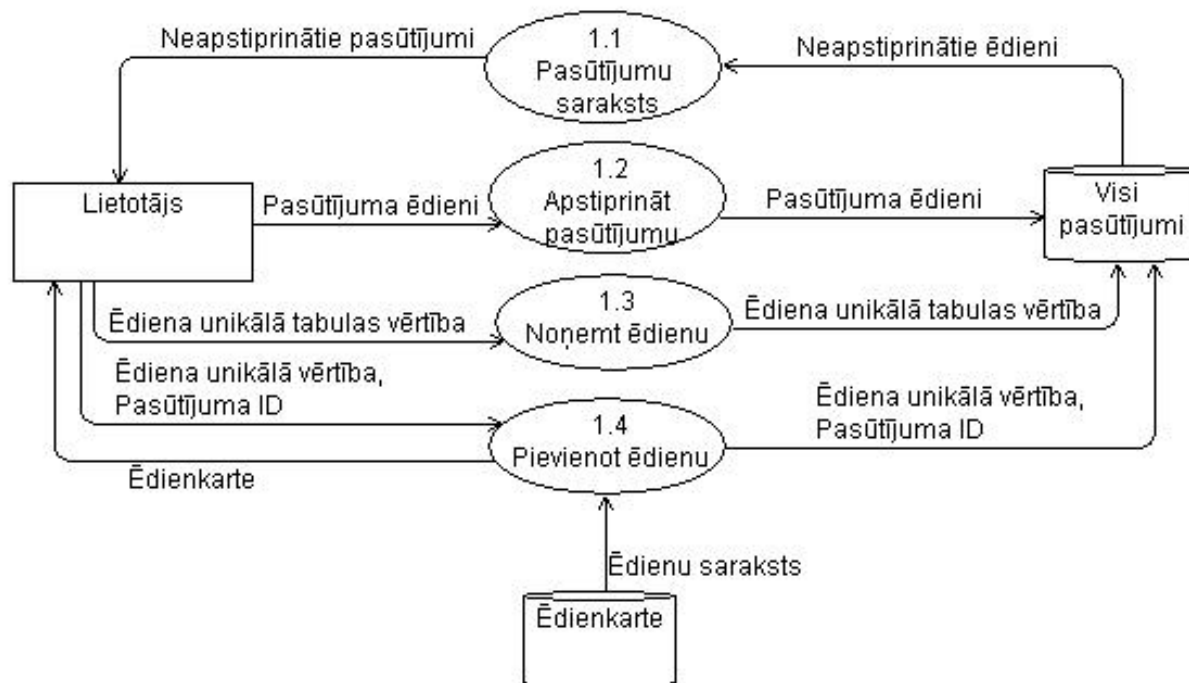 Neapstiprinātie pasūtījumi
1.1
Pasūtījumu
saraksts
Neapstiprinātie ēdieni
Lietotājs
Pasūtījuma ēdieni
1.2
Apstiprināt
pasūtījumu
Pasūtījuma ēdieni
Visi
pasūtījumi
Ēdiena unikālā tabulas vērtība
1.3
Noņemt ēdienu
Ēdiena unikālā tabulas vērtība
Ēdiena unikālā vērtība,
Pasūtījuma ID
1.4
Pievienot ēdienu
Ēdiena unikālā vērtība,
Pasūtījuma ID
Ēdienkarte
Ēdienu saraksts
Ēdienkarte